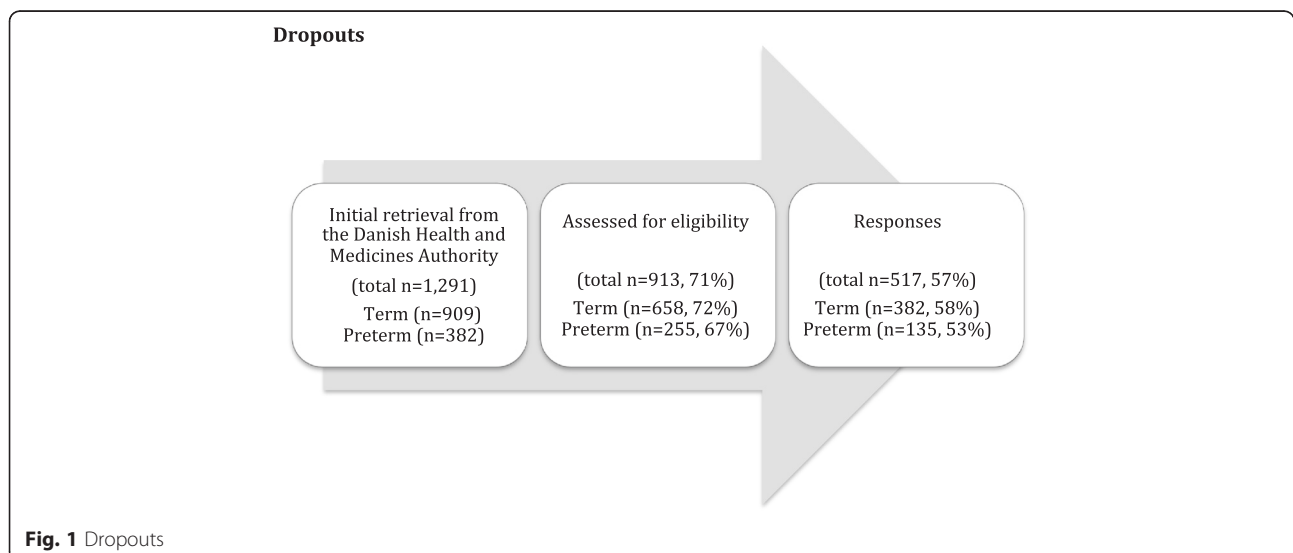 Dropouts
Initial retrieval from
the Danish Health and
Medicines Authority
(total n=1,291)
Term (n=909)
Preterm (n=382)
Assessed for eligibility
(total n=913, 71%)
Term (n=658, 72%)
Preterm (n=255, 67%)
Responses
(total n=517, 57%)
Term (n=382, 58%)
Preterm (n=135, 53%)
Fig. 1 Dropouts